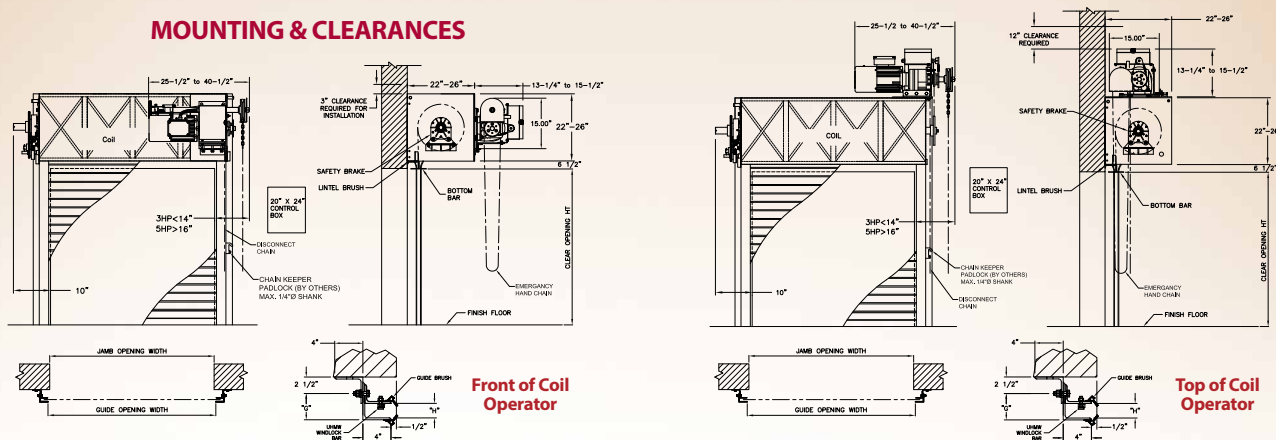 MOUNTING & CLEARANCES
25-1/2" to 40-1/2"
Coil
3HP<14"
5HP>16"
20" X 24"
CONTROL
BOX
DISCONNECT
CHAIN
CHAIN KEEPER
PADLOCK (BY OTHERS)
MAX. 1/4"Ø SHANK
10"
3" CLEARANCE
REQUIRED FOR
INSTALLATION
22"-26"
13-1/4" to 15-1/2"
15.00"
22"-26"
6 1/2"
SAFETY BRAKE
LINTEL BRUSH
BOTTOM
BAR
CLEAR OPENING HT
EMERGANCY
HAND CHAIN
FINISH FLOOR
JAMB OPENING WIDTH
GUIDE OPENING WIDTH
4"
2 1/2"
"G"
GUIDE BRUSH
"H"
UHMW
WINDLOCK
BAR
1/2"
4"
Front of Coil
Operator
25-1/2 to 40-1/2"
COIL
3HP<14"
5HP>16"
20" X 24"
CONTROL
BOX
CHAIN KEEPER
PADLOCK (BY OTHERS)
MAX. 1/4"Ø SHANK
DISCONNECT
CHAIN
10"
22"-26"
12" CLEARANCE
REQUIRED
15.00"
13-1/4" to 15-1/2"
SAFETY BRAKE
22"-26"
6 1/2"
LINTEL BRUSH
BOTTOM BAR
CLEAR OPENING HT
EMERGANCY
HAND CHAIN
FINISH FLOOR
JAMB OPENING WIDTH
GUIDE OPENING WIDTH
4"
2 1/2"
"G"
GUIDE BRUSH
"H"
UHMW
WINDLOCK
BAR
1/2"
4"
Top of Coil
Operator